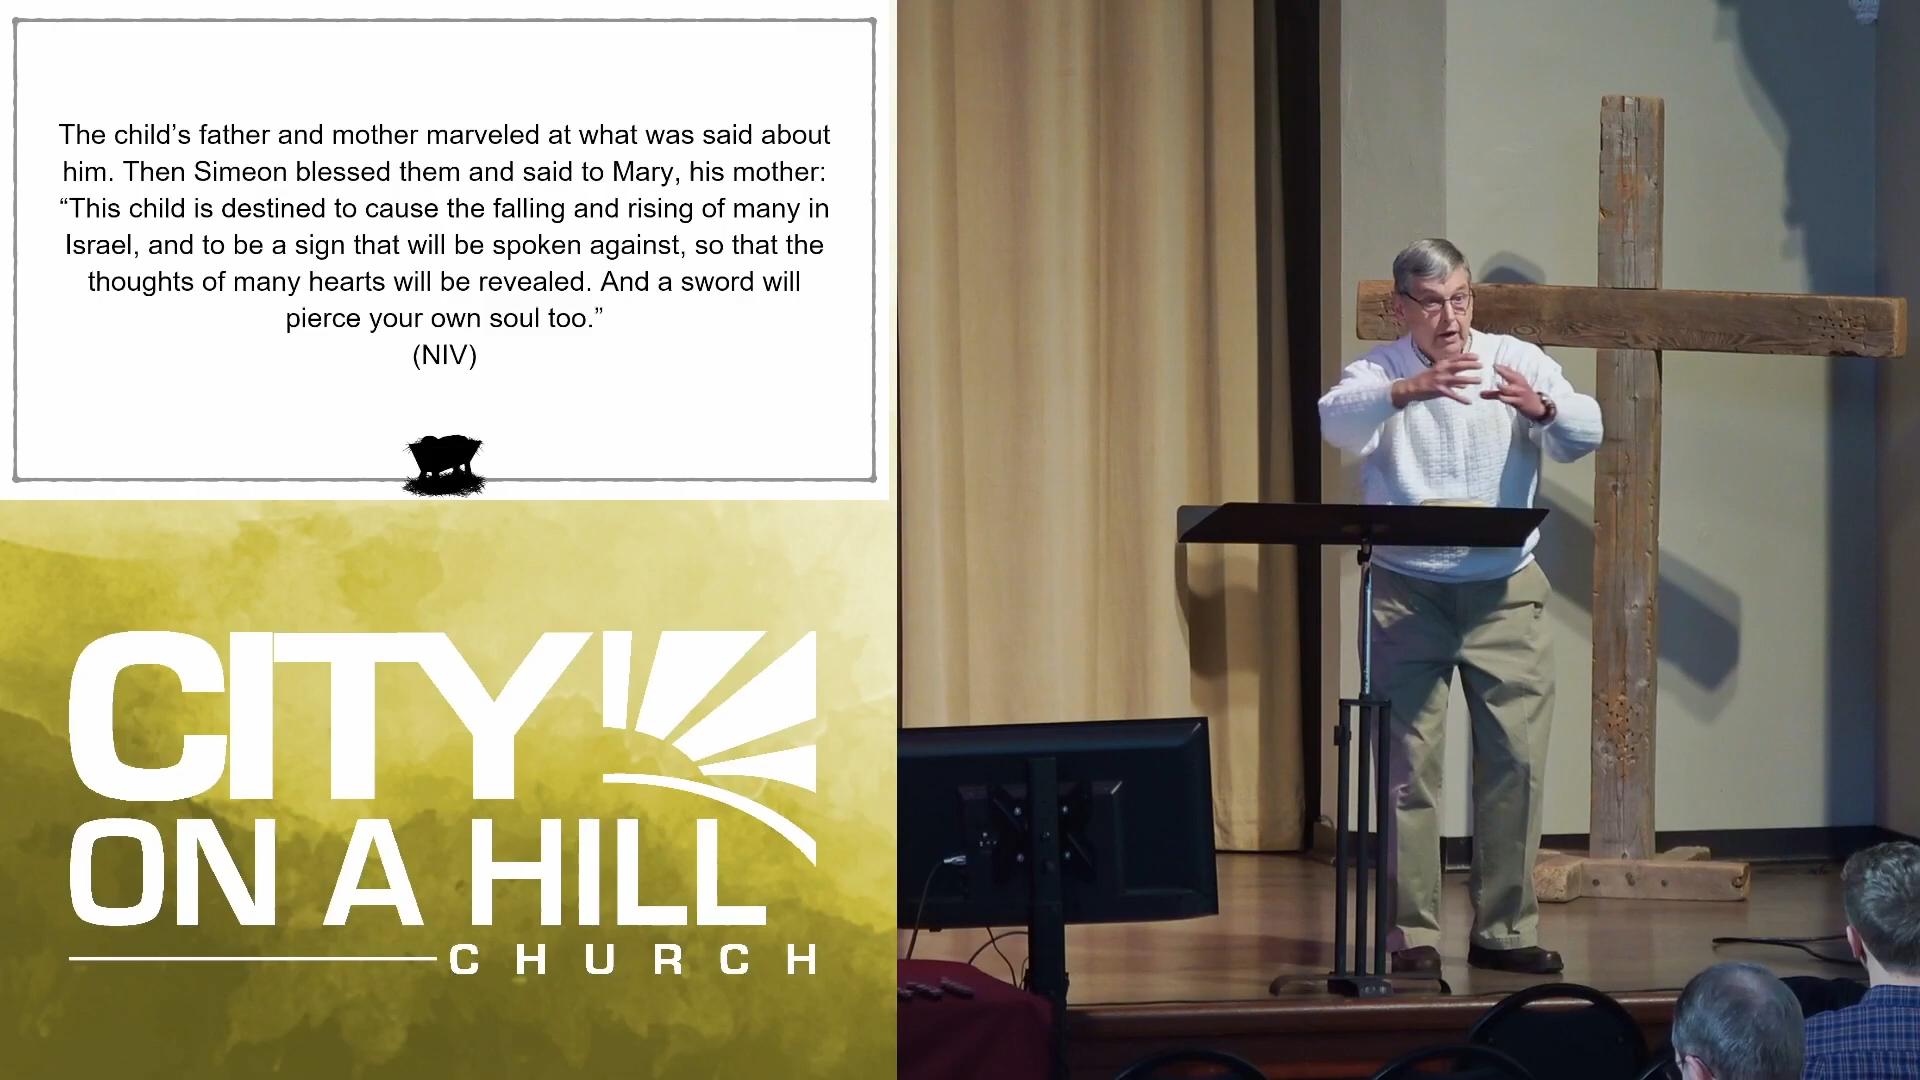 The child’s father and mother marveled at what was said about
him. Then Simeon blessed them and said to Mary, his mother:
“This child is destined to cause the falling and rising of many in
Israel, and to be a sign that will be spoken against, so that the
thoughts of many hearts will be revealed. And a sword will
pierce your own soul too.”
(NIV)
CITY
ON A HILL
CHURCH